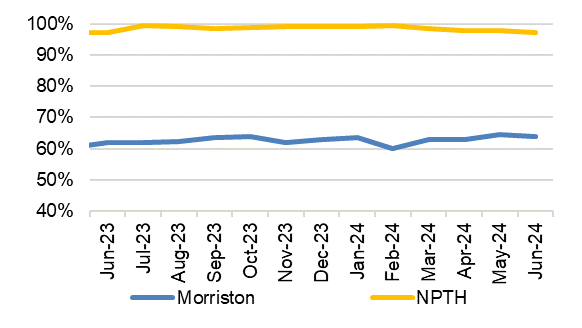 100%
90%
80%
70%
60%
50%
40%
Jun-23
Jul-23
Aug-23
Sep-23
Oct-23
Nov-23
Dec-23
Jan-24
Feb-24
Mar-24
Apr-24
May-24
Jun-24
Morriston NPTH